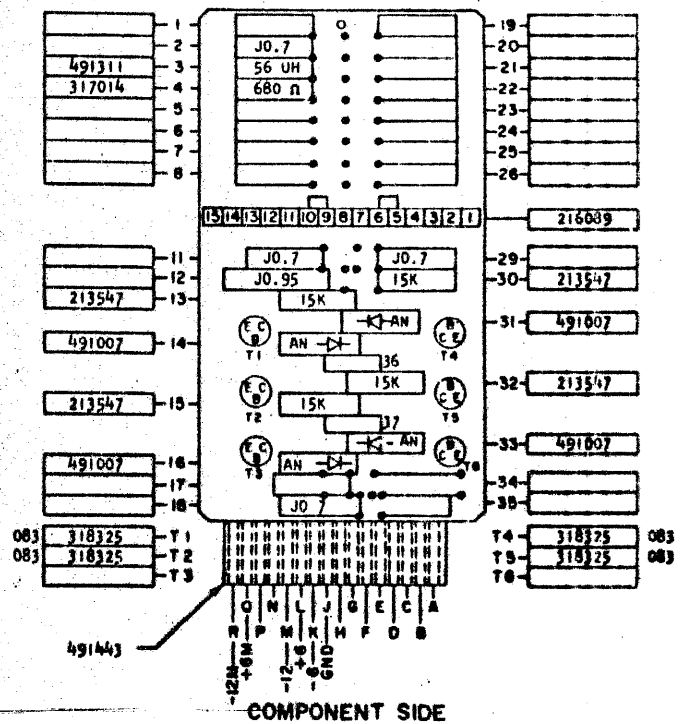 1 19
2 J0.7 20
491311 3 56 UH 21
317014 4 680 Ω 22
5 23
6 24
7 25
8 26
15 14 13 12 11 10 9 8 7 6 5 4 3 2 1 216089
11 J0.7 J0.7 29
12 J0.95 15K 30 213547
213547 13 15K
E C B AN B C E 31 491007
491007 14 AN
T1 T4
36
E C B 15K B C E 32 213547
213547 15 15K
T2 T5
37
E C B AN B C E 33 491007
491007 16 AN
T3 T6
17 34
18 J0 7 35
083 318325 T1 T4 318325 083
083 318325 T2 T5 318325 083
T3 T6
O N L J G E C A
R P M K H F D B
-12M +6M -12 +6 -6 GND
491443
COMPONENT SIDE